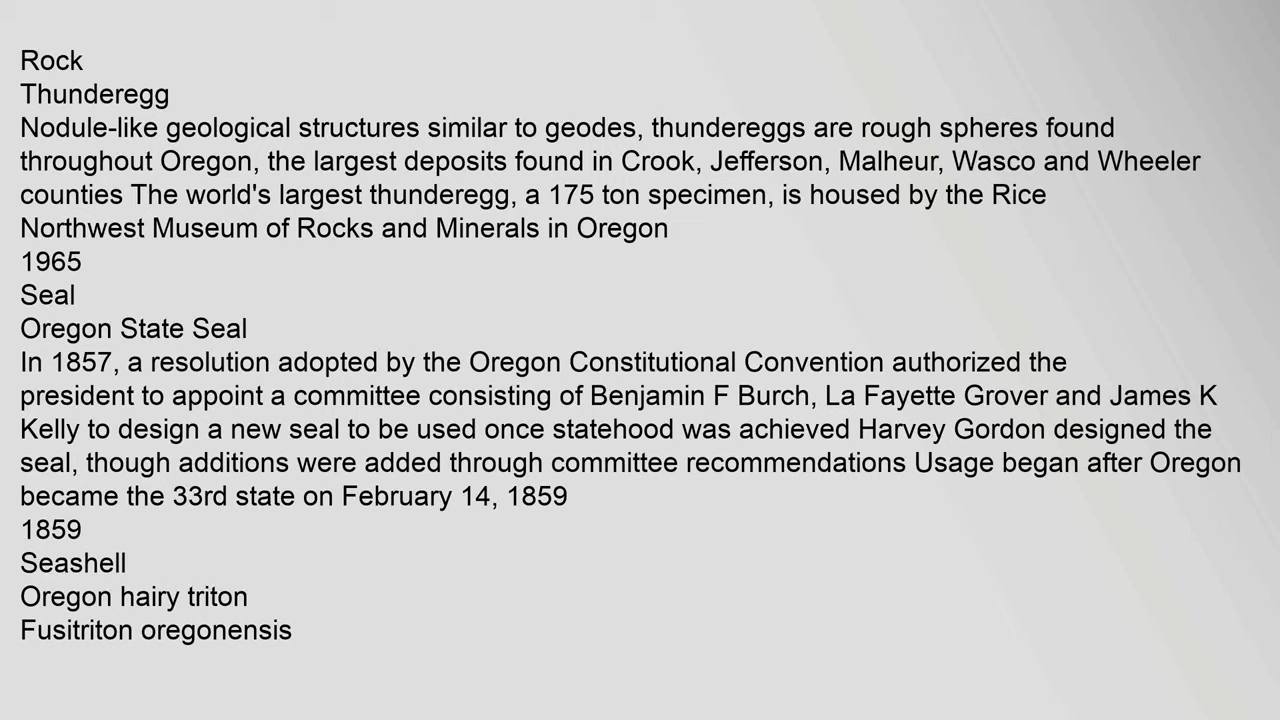 Rock
Thunderegg
Nodule-like geological structures similar to geodes, thundereggs are rough spheres found
throughout Oregon, the largest deposits found in Crook, Jefferson, Malheur, Wasco and Wheeler
counties The world's largest thunderegg, a 175 ton specimen, is housed by the Rice
Northwest Museum of Rocks and Minerals in Oregon
1965
Seal
Oregon State Seal
In 1857, a resolution adopted by the Oregon Constitutional Convention authorized the
president to appoint a committee consisting of Benjamin F Burch, La Fayette Grover and James K
Kelly to design a new seal to be used once statehood was achieved Harvey Gordon designed the
seal, though additions were added through committee recommendations Usage began after Oregon
became the 33rd state on February 14, 1859
1859
Seashell
Oregon hairy triton
Fusitriton oregonensis